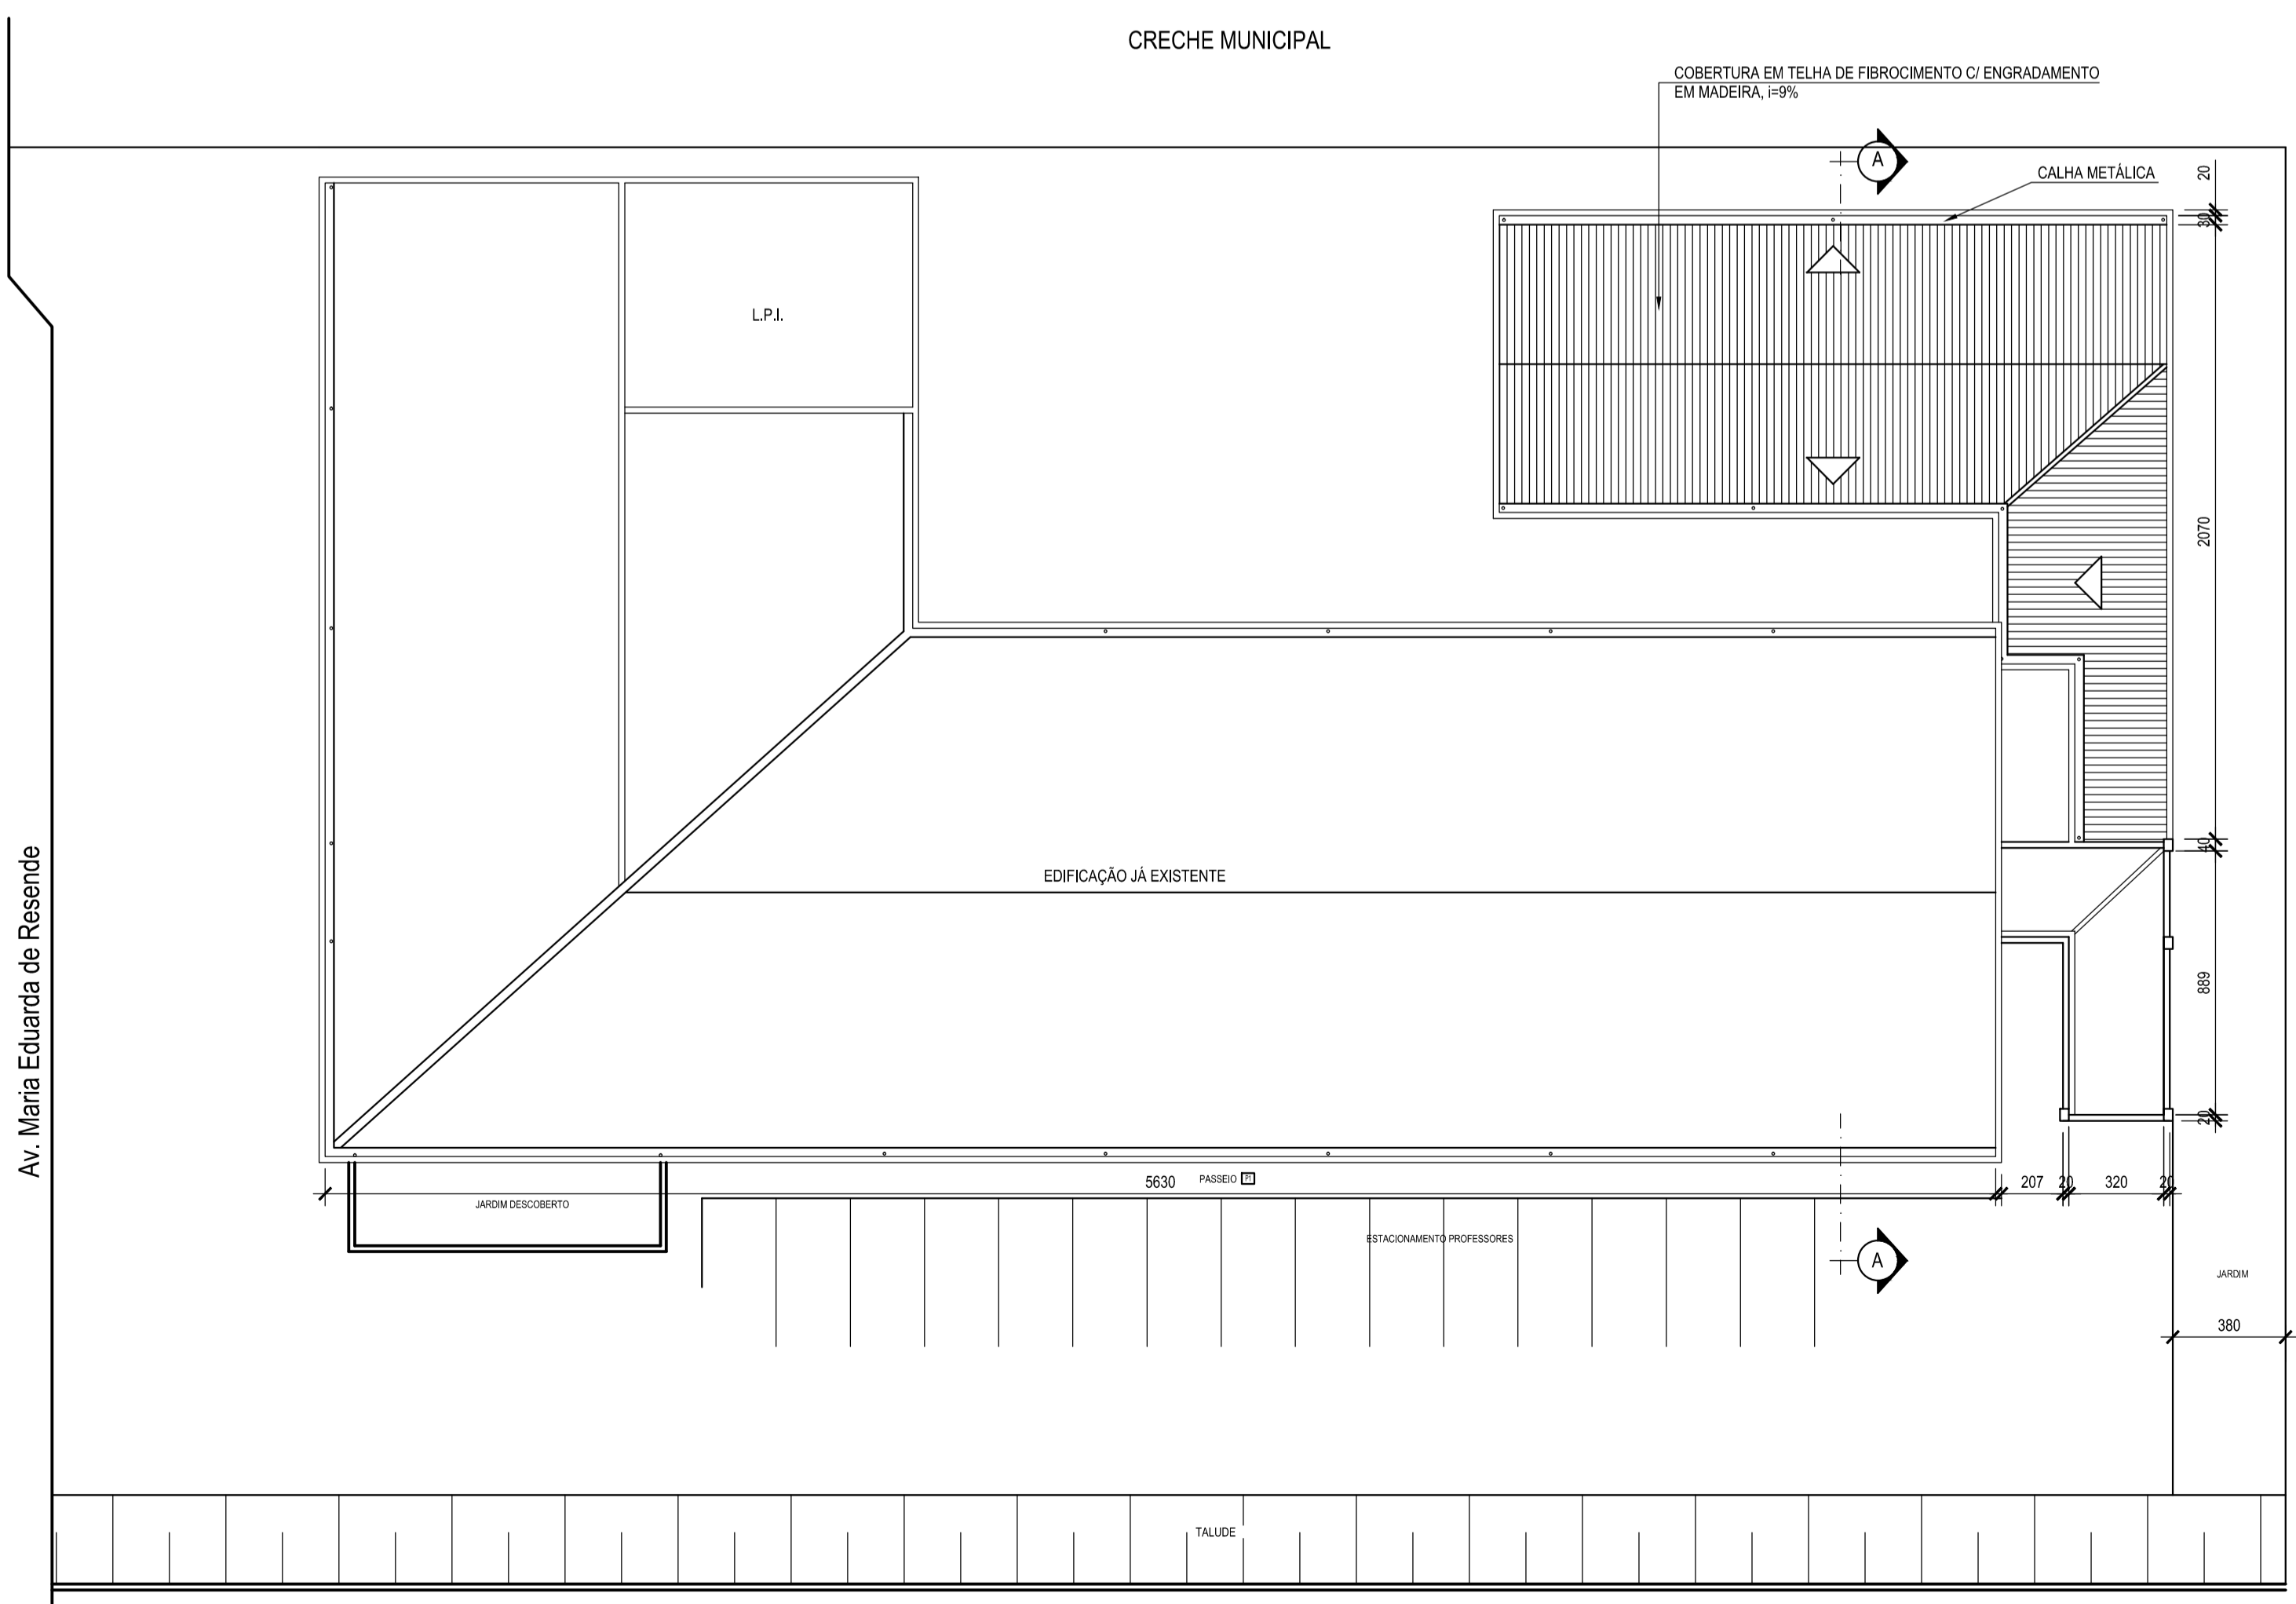 CRECHE MUNICIPAL
COBERTURA EM TELHA DE FIBROCIMENTO C/ ENGRADAMENTO
EM MADEIRA, i=9%
A
CALHA METÁLICA
20
30
L.P.I.
2070
40
EDIFICAÇÃO JÁ EXISTENTE
Av. Maria Eduarda de Resende
889
20
5630
PASSEIO P1
207
20
320
20
JARDIM DESCOBERTO
ESTACIONAMENTO PROFESSORES
A
JARDIM
380
TALUDE